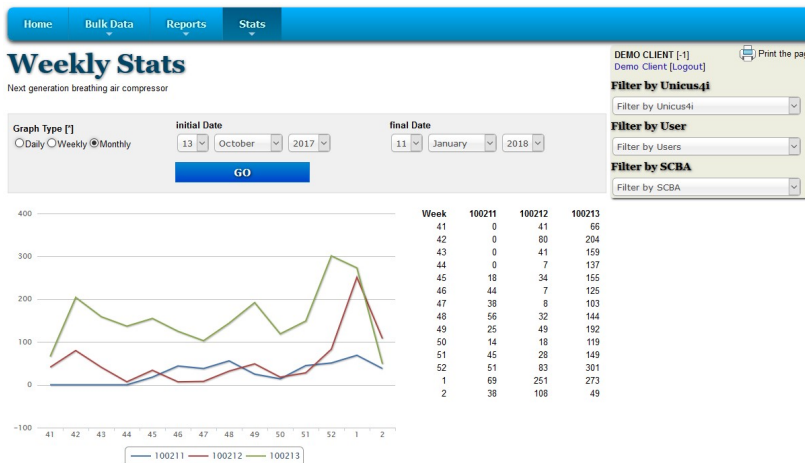 Home Bulk Data Reports Stats
Weekly Stats
Next generation breathing air compressor
DEMO CLIENT [-1] Print the pag
Demo Client [Logout]
Filter by Unicus4i
Filter by Unicus4i
Filter by User
Filter by Users
Filter by SCBA
Filter by SCBA
Graph Type [*]
Daily Weekly Monthly
initial Date
13 October 2017
final Date
11 January 2018
GO
400
300
200
100
0
-100
41 42 43 44 45 46 47 48 49 50 51 52 1 2
100211 100212 100213
Week 100211 100212 100213
41 0 41 66
42 0 80 204
43 0 41 159
44 0 7 137
45 18 34 155
46 44 7 125
47 38 8 103
48 56 32 144
49 25 49 192
50 14 18 119
51 45 28 149
52 51 83 301
1 69 251 273
2 38 108 49